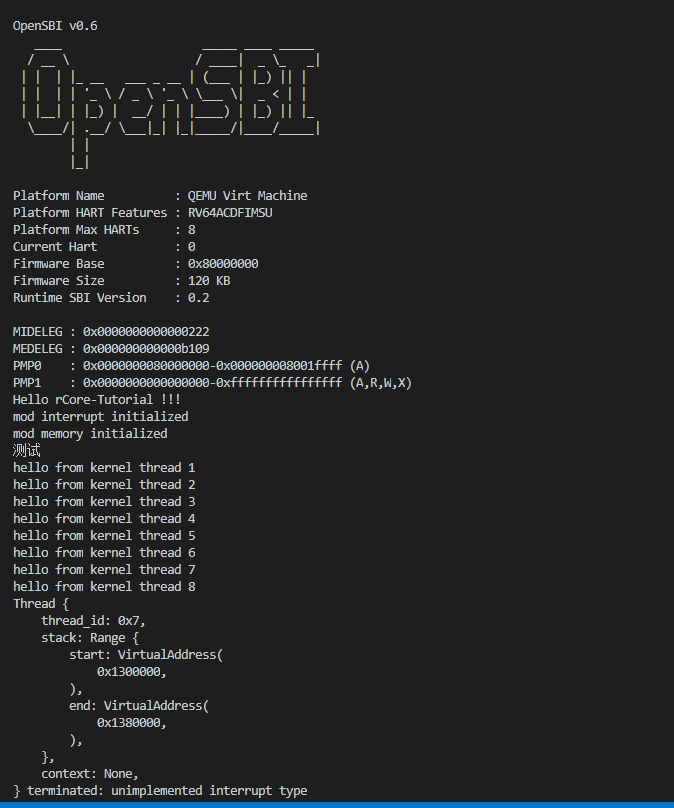 OpenSBI v0.6
   ____                    _____ ____ _____
  / __ \                  / ____|  _ \_   _|
 | |  | |_ __   ___ _ __ | (___ | |_) || |
 | |  | | '_ \ / _ \ '_ \ \___ \|  _ < | |
 | |__| | |_) |  __/ | | |____) | |_) || |_
  \____/| .__/ \___|_| |_|_____/|____/_____|
        | |
        |_|
Platform Name          : QEMU Virt Machine
Platform HART Features : RV64ACDFIMSU
Platform Max HARTs     : 8
Current Hart           : 0
Firmware Base          : 0x80000000
Firmware Size          : 120 KB
Runtime SBI Version    : 0.2
MIDELEG : 0x0000000000000222
MEDELEG : 0x000000000000b109
PMP0    : 0x0000000080000000-0x000000008001ffff (A)
PMP1    : 0x0000000000000000-0xffffffffffffffff (A,R,W,X)
Hello rCore-Tutorial !!!
mod interrupt initialized
mod memory initialized
测试
hello from kernel thread 1
hello from kernel thread 2
hello from kernel thread 3
hello from kernel thread 4
hello from kernel thread 5
hello from kernel thread 6
hello from kernel thread 7
hello from kernel thread 8
Thread {
    thread_id: 0x7,
    stack: Range {
        start: VirtualAddress(
            0x1300000,
        ),
        end: VirtualAddress(
            0x1380000,
        ),
    },
    context: None,
} terminated: unimplemented interrupt type